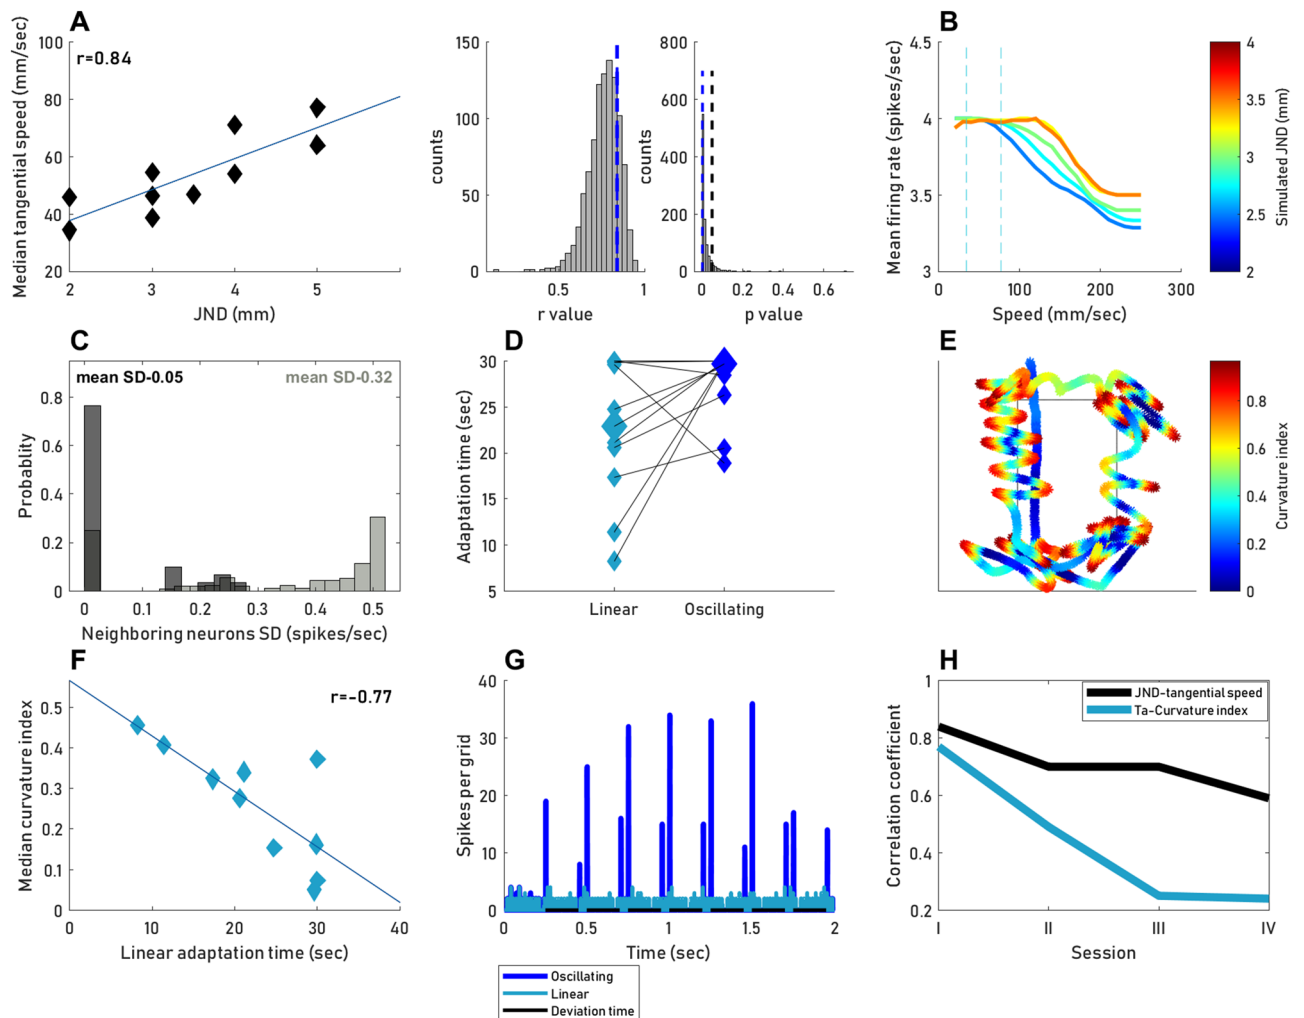 A
Median tangential speed (mm/sec)
100
80
60
40
20
r=0.84
2
3
4
5
JND (mm)
150
100
50
0
counts
0.5
1
r value
800
600
400
200
0
counts
0
0.2
0.4
0.6
p value
B
Mean firing rate (spikes/sec)
4.5
4
3.5
3
0
100
200
300
Speed (mm/sec)
4
3.5
3
2.5
2
Simulated JND (mm)
C
Probablity
0.8
0.6
0.4
0.2
0
mean SD-0.05
mean SD-0.32
0
0.1
0.2
0.3
0.4
0.5
Neighboring neurons SD (spikes/sec)
D
Adaptation time (sec)
30
25
20
15
10
5
Linear
Oscillating
E
0.8
0.6
0.4
0.2
0
Curvature index
F
Median curvature index
0.5
0.4
0.3
0.2
0.1
0
r=-0.77
0
10
20
30
40
Linear adaptation time (sec)
G
Spikes per grid
40
30
20
10
0
0
0.5
1
1.5
2
Time (sec)
Oscillating
Linear
Deviation time
H
Correlation coefficient
1
0.8
0.6
0.4
0.2
JND-tangential speed
Ta-Curvature index
I
II
III
IV
Session